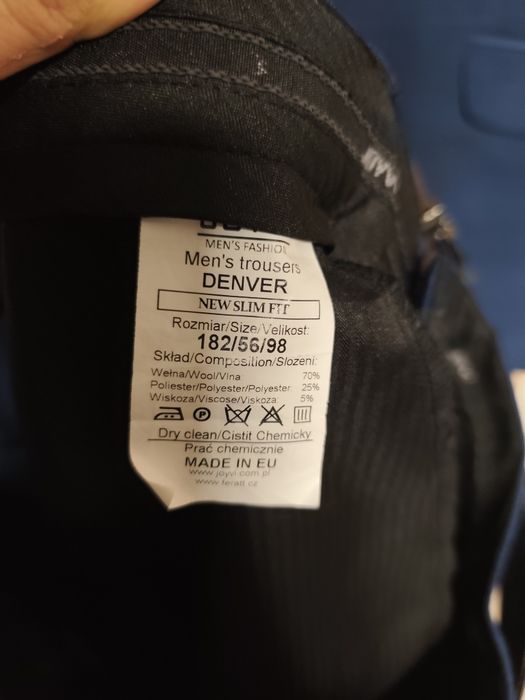 MEN'S FASHION
Men's trousers
DENVER
NEW SLIM FIT
Rozmiar/Size/Velikost:
182/56/98
Skład/Composition/Slozeni:
Wełna/Wool/Vlna 70%
Poliester/Polyester/Polyester: 25%
Wiskoza/Viscose/Viskoza: 5%
P
Dry clean/Cistit Chemicky
Prać chemicznie
MADE IN EU
www.joyvi.com.pl
www.feratt.cz